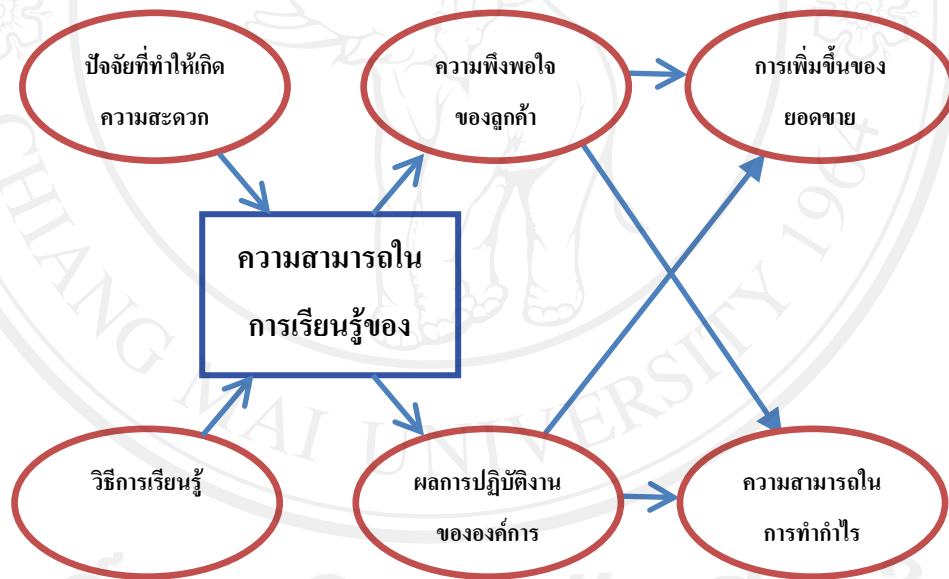 ปัจจัยที่ทำให้เกิด
ความสะดวก
ความพึงพอใจ
ของลูกค้า
การเพิ่มขึ้นของ
ยอดขาย
ความสามารถใน
การเรียนรู้ของ
วิธีการเรียนรู้
ผลการปฏิบัติงาน
ขององค์การ
ความสามารถใน
การทำกำไร
CHIANG MAI UNIVERSITY 1964